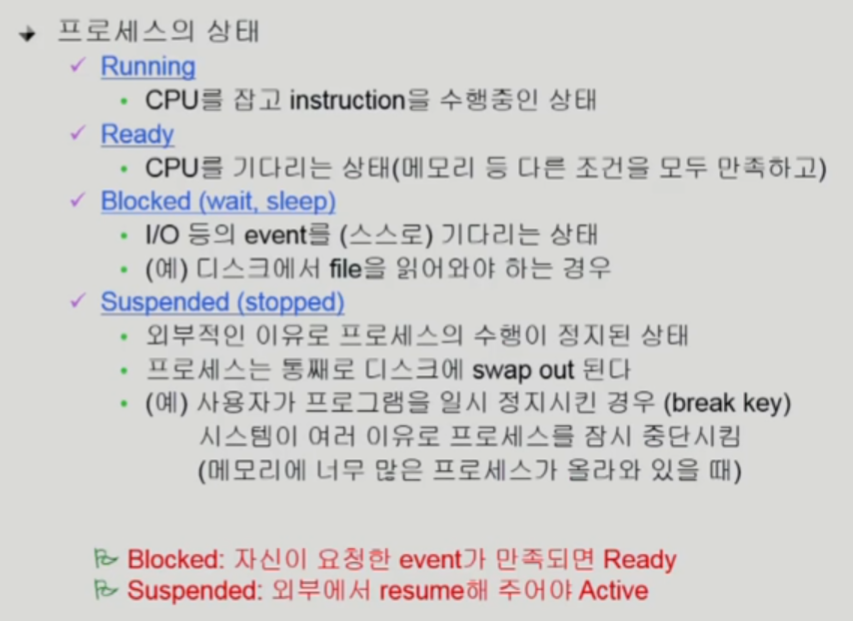 프로세스의 상태
Running
CPU를 잡고 instruction을 수행중인 상태
Ready
CPU를 기다리는 상태(메모리 등 다른 조건을 모두 만족하고)
Blocked (wait, sleep)
I/O 등의 event를 (스스로) 기다리는 상태
(예) 디스크에서 file을 읽어와야 하는 경우
Suspended (stopped)
외부적인 이유로 프로세스의 수행이 정지된 상태
프로세스는 통째로 디스크에 swap out 된다
(예) 사용자가 프로그램을 일시 정지시킨 경우 (break key)
시스템이 여러 이유로 프로세스를 잠시 중단시킴
(메모리에 너무 많은 프로세스가 올라와 있을 때)
Blocked: 자신이 요청한 event가 만족되면 Ready
Suspended: 외부에서 resume해 주어야 Active